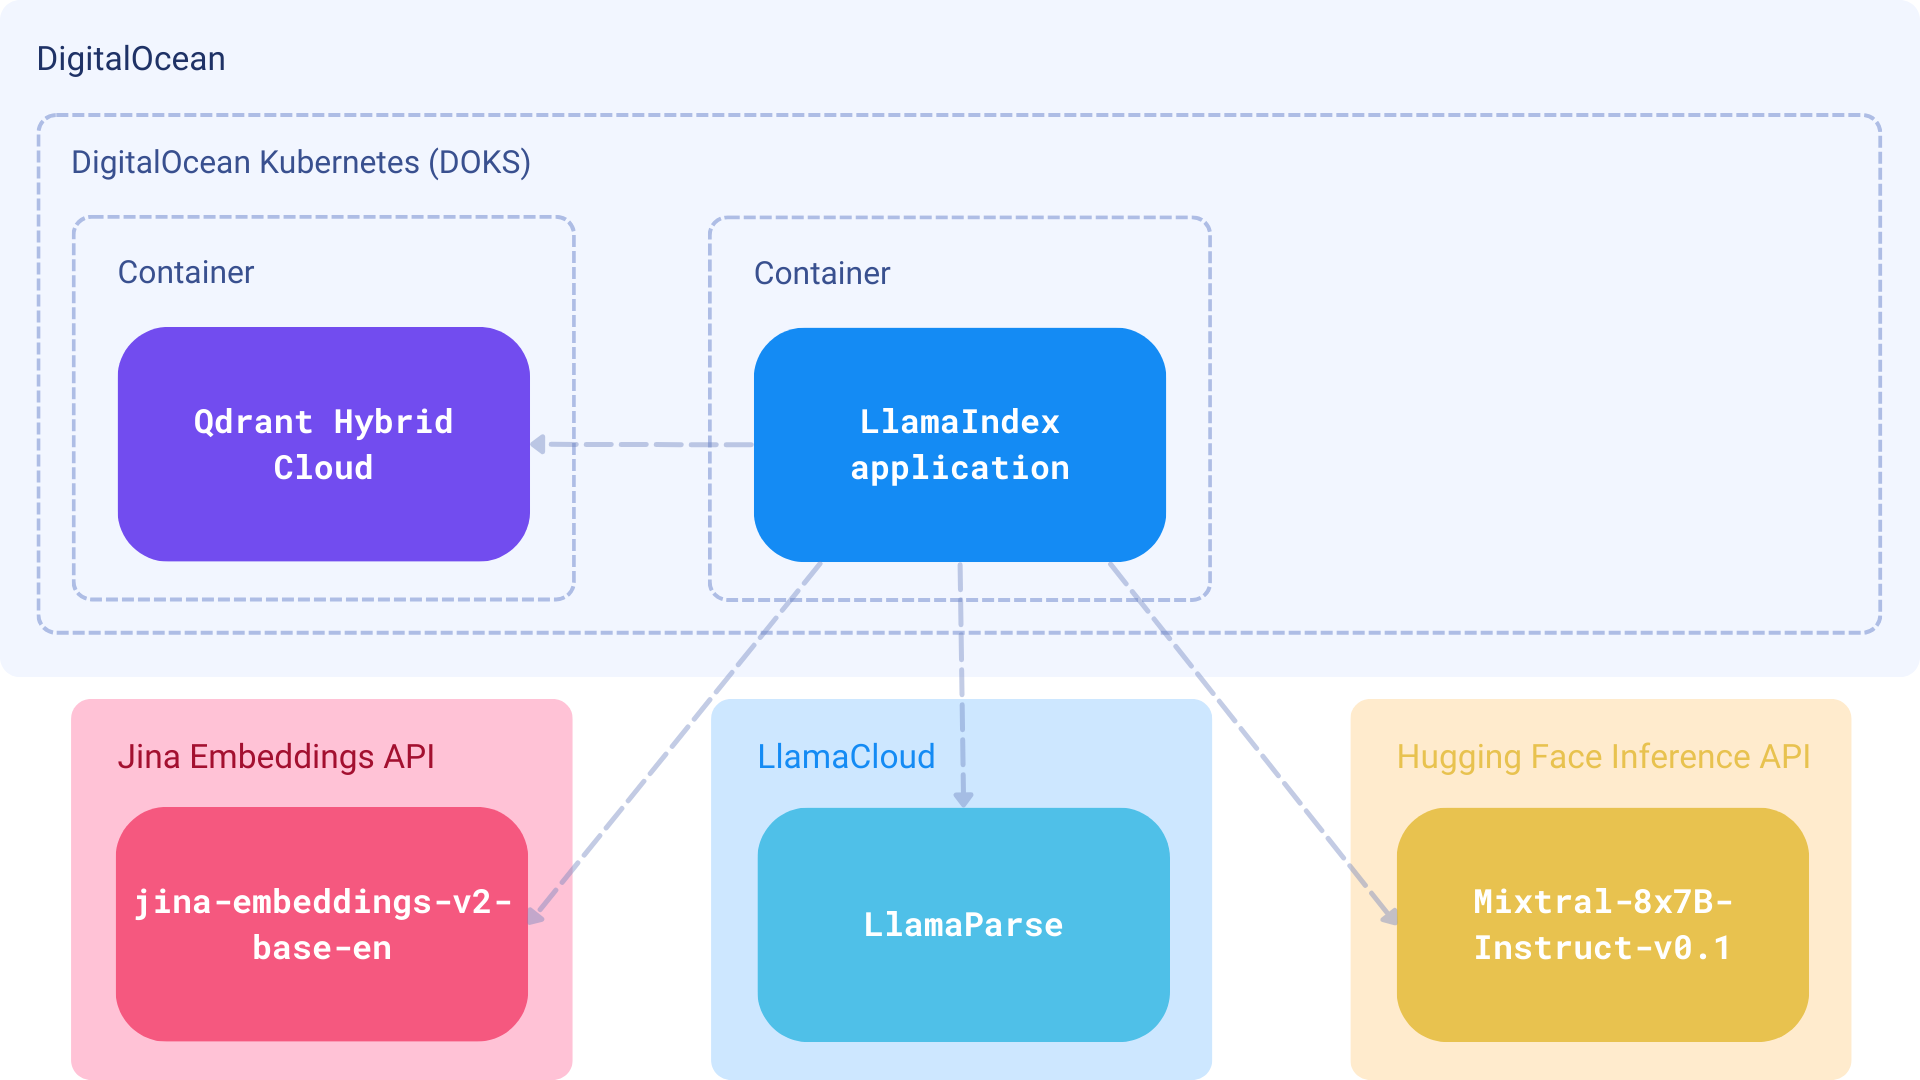 DigitalOcean
DigitalOcean Kubernetes (DOKS)
Container
Qdrant Hybrid
Cloud
Container
LlamaIndex
application
Jina Embeddings API
jina-embeddings-v2-
base-en
LlamaCloud
LlamaParse
Hugging Face Inference API
Mixtral-8x7B-
Instruct-v0.1